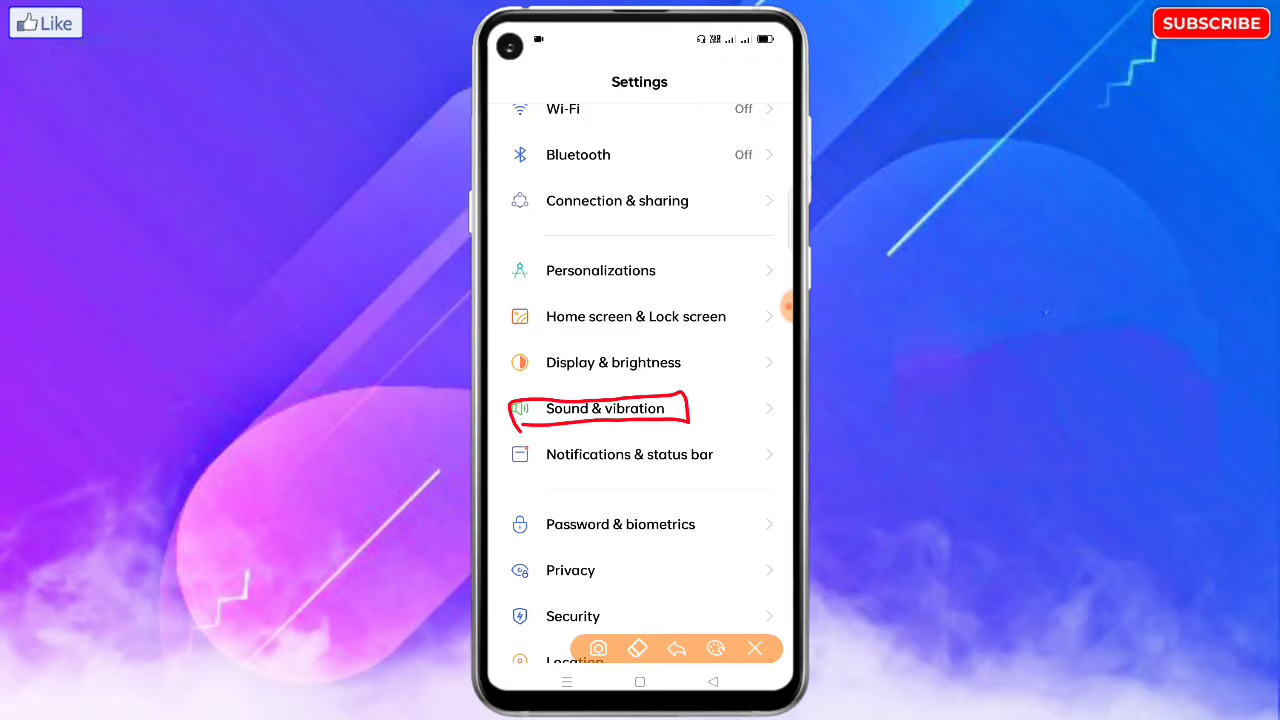 Like
SUBSCRIBE
Settings
Wi-Fi Off
Bluetooth Off
Connection & sharing
Personalizations
Home screen & Lock screen
Display & brightness
Sound & vibration
Notifications & status bar
Password & biometrics
Privacy
Security
Location